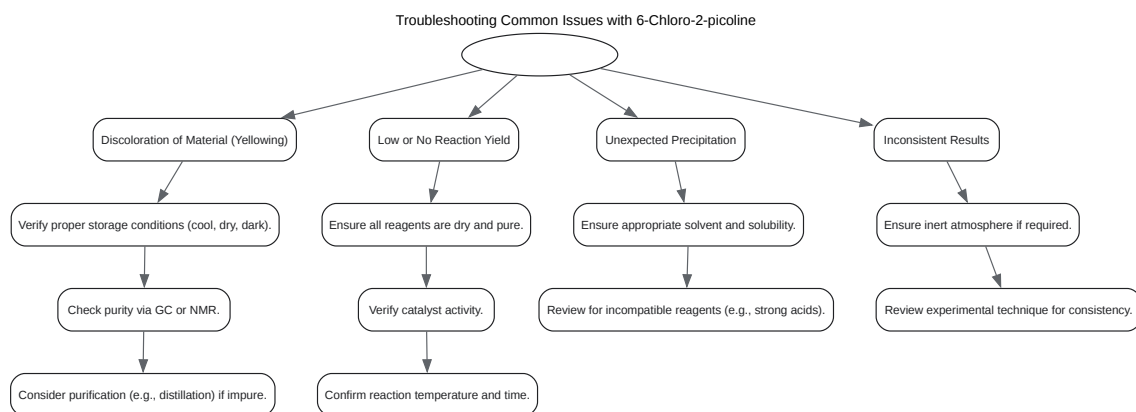 Troubleshooting Common Issues with 6-Chloro-2-picoline
Discoloration of Material (Yellowing)
Low or No Reaction Yield
Unexpected Precipitation
Inconsistent Results
Verify proper storage conditions (cool, dry, dark).
Ensure all reagents are dry and pure.
Ensure appropriate solvent and solubility.
Ensure inert atmosphere if required.
Check purity via GC or NMR.
Verify catalyst activity.
Review for incompatible reagents (e.g., strong acids).
Review experimental technique for consistency.
Consider purification (e.g., distillation) if impure.
Confirm reaction temperature and time.